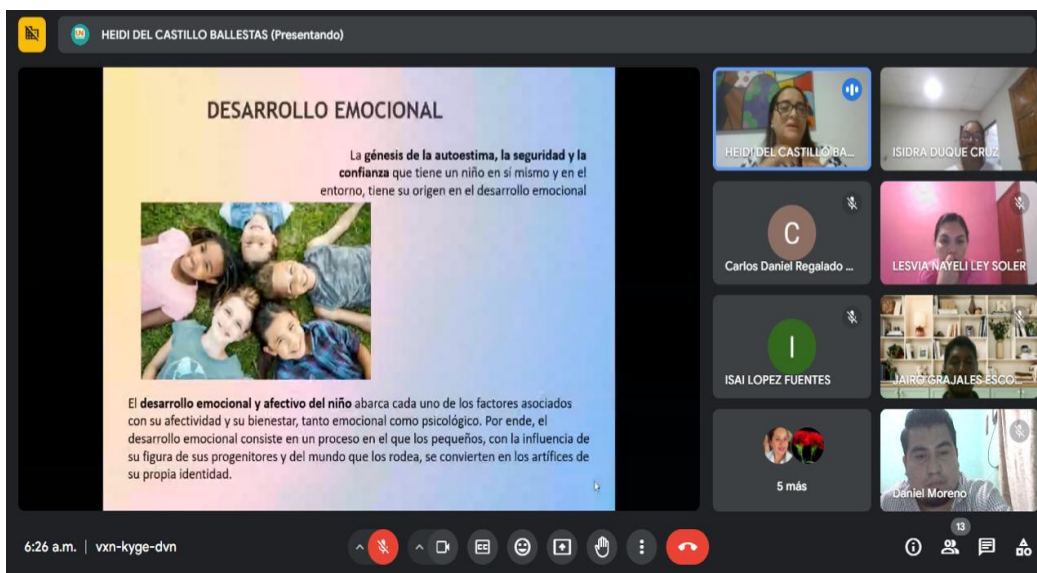 HEIDI DEL CASTILLO BALLESTAS (Presentando)
DESARROLLO EMOCIONAL
La génesis de la autoestima, la seguridad y la
confianza que tiene un niño en sí mismo y en el
entorno, tiene su origen en el desarrollo emocional
El desarrollo emocional y afectivo del niño abarca cada uno de los factores asociados
con su afectividad y su bienestar, tanto emocional como psicológico. Por ende, el
desarrollo emocional consiste en un proceso en el que los pequeños, con la influencia de
su figura de sus progenitores y del mundo que los rodea, se convierten en los artífices de
su propia identidad.
HEIDI DEL CASTILLO BA...
ISIDRA DUQUE CRUZ
C
Carlos Daniel Regalado ...
LESVIA NAYELI LEY SOLER
I
ISAI LOPEZ FUENTES
JAIRO GRAJALES ESCO...
5 más
Daniel Moreno
6:26 a.m. | vxn-kyge-dvn
CC
13